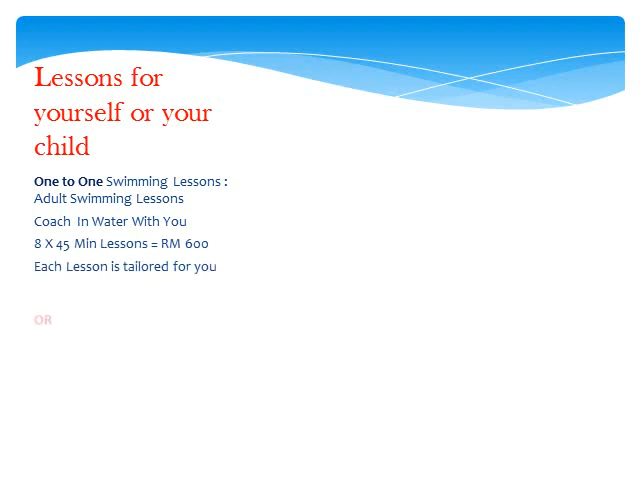 Lessons for
yourself or your
child
One to One Swimming Lessons :
Adult Swimming Lessons
Coach In Water With You
8 X 45 Min Lessons = RM 600
Each Lesson is tailored for you
OR